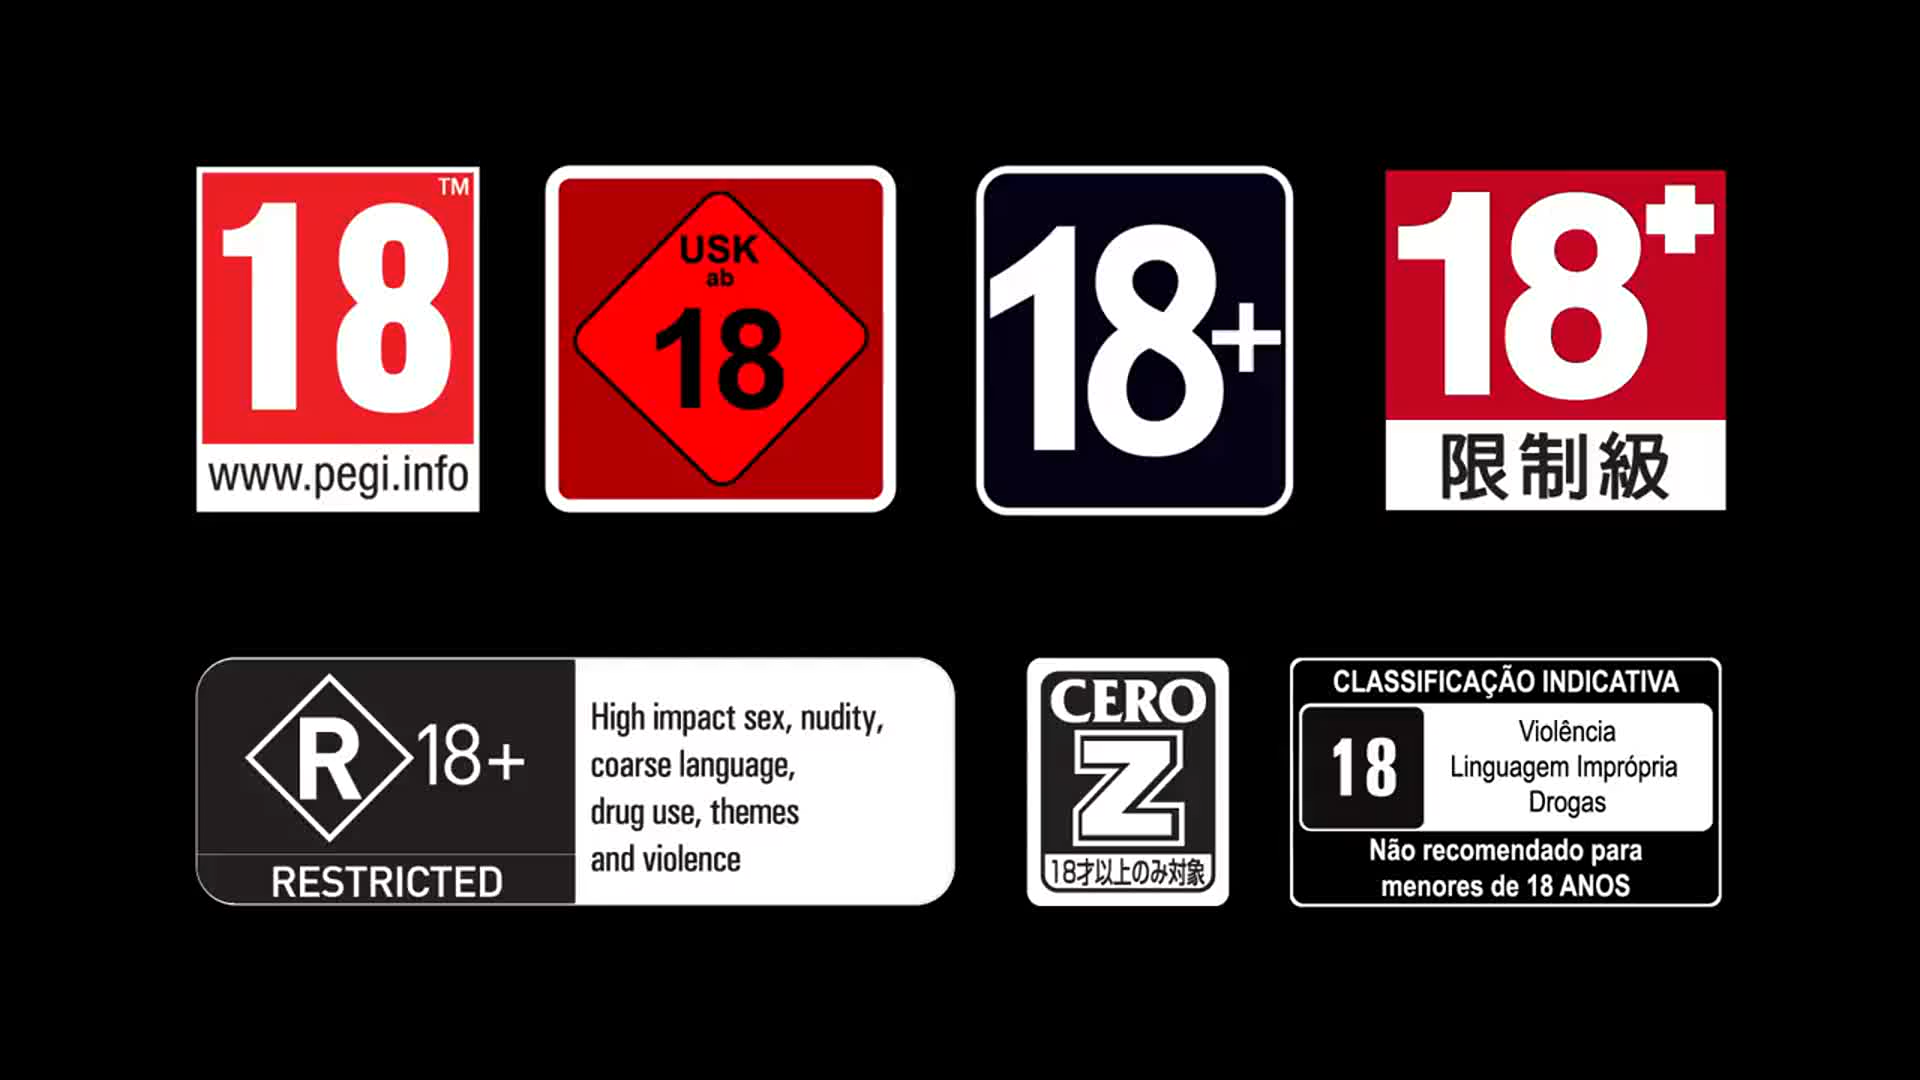 18™
www.pegi.info
USK
ab
18
18+
18+
限制級
R 18+
RESTRICTED
High impact sex, nudity,
coarse language,
drug use, themes
and violence
CERO
Z
18才以上のみ対象
CLASSIFICAÇÃO INDICATIVA
18
Violência
Linguagem Imprópria
Drogas
Não recomendado para
menores de 18 ANOS